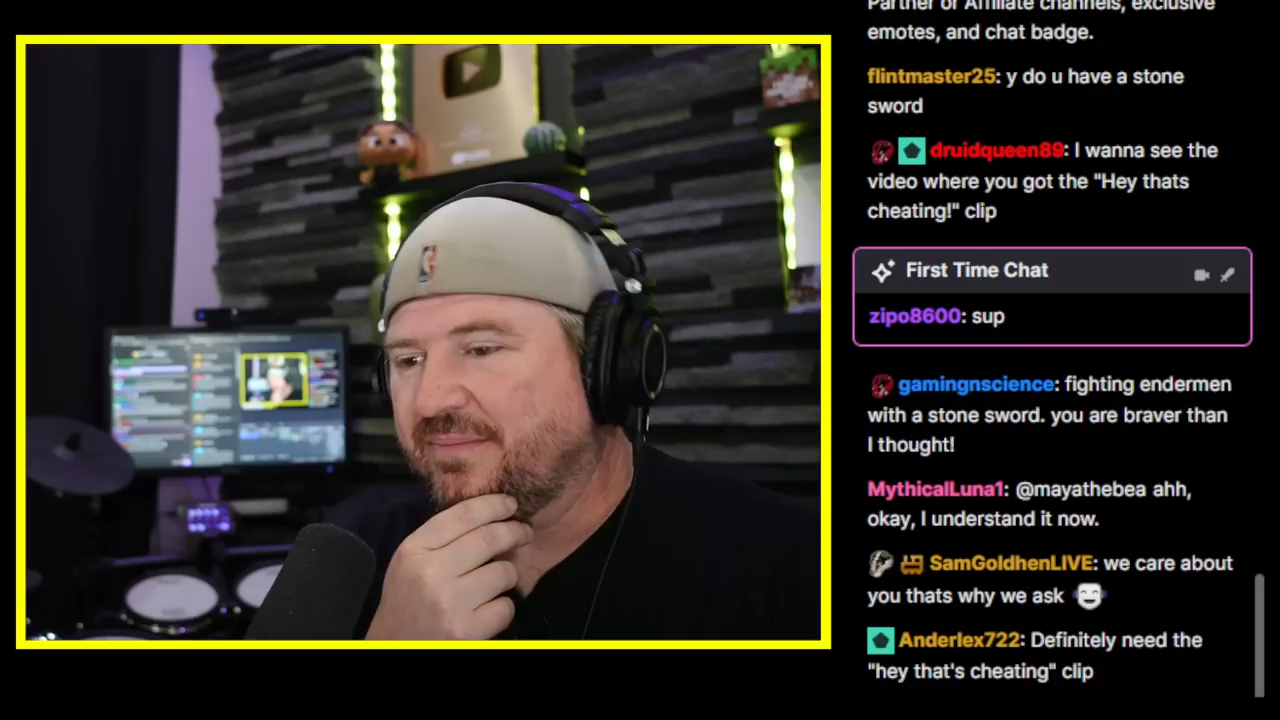 Partner or Affiliate channels, exclusive
emotes, and chat badge.
flintmaster25: y do u have a stone
sword
druidqueen89: I wanna see the
video where you got the "Hey thats
cheating!" clip
First Time Chat
zipo8600: sup
gamingnscience: fighting endermen
with a stone sword. you are braver than
I thought!
MythicalLuna1: @mayathebea ahh,
okay, I understand it now.
SamGoldhenLIVE: we care about
you thats why we ask
Anderlex722: Definitely need the
"hey that's cheating" clip